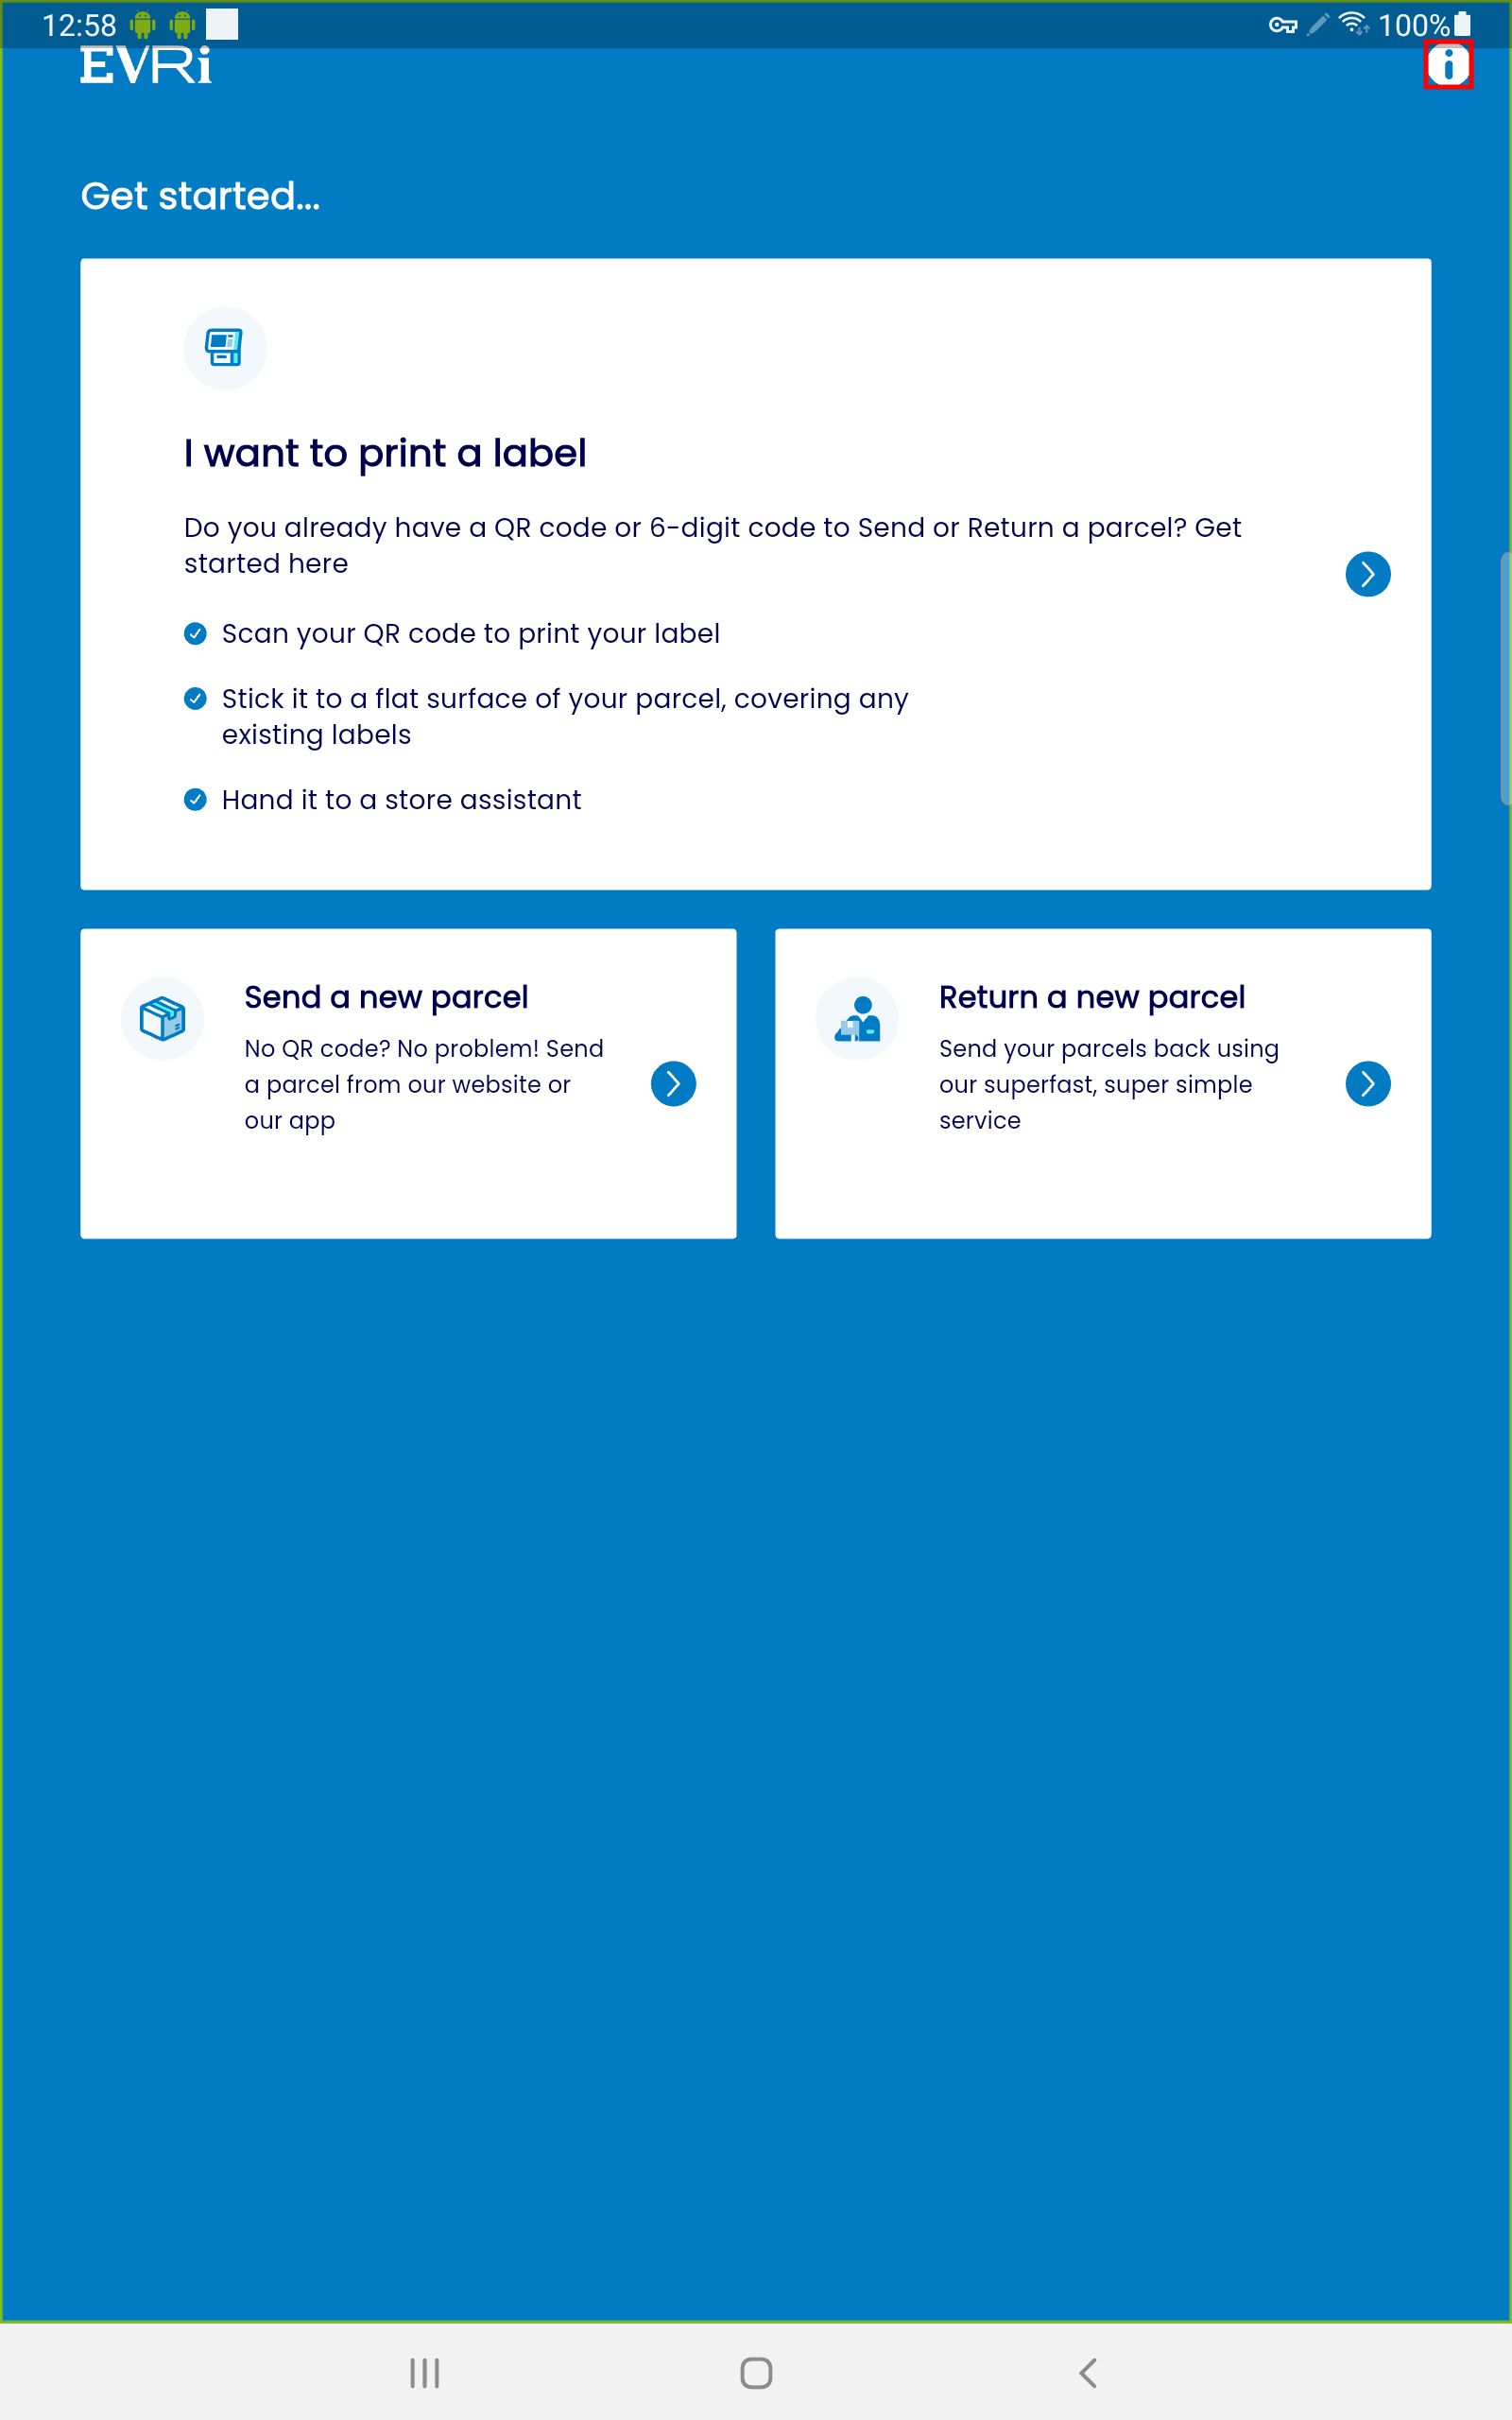 12:58
100%
EVRi
Get started...
I want to print a label
Do you already have a QR code or 6-digit code to Send or Return a parcel? Get
started here
Scan your QR code to print your label
Stick it to a flat surface of your parcel, covering any
existing labels
Hand it to a store assistant
Send a new parcel
No QR code? No problem! Send
a parcel from our website or
our app
Return a new parcel
Send your parcels back using
our superfast, super simple
service